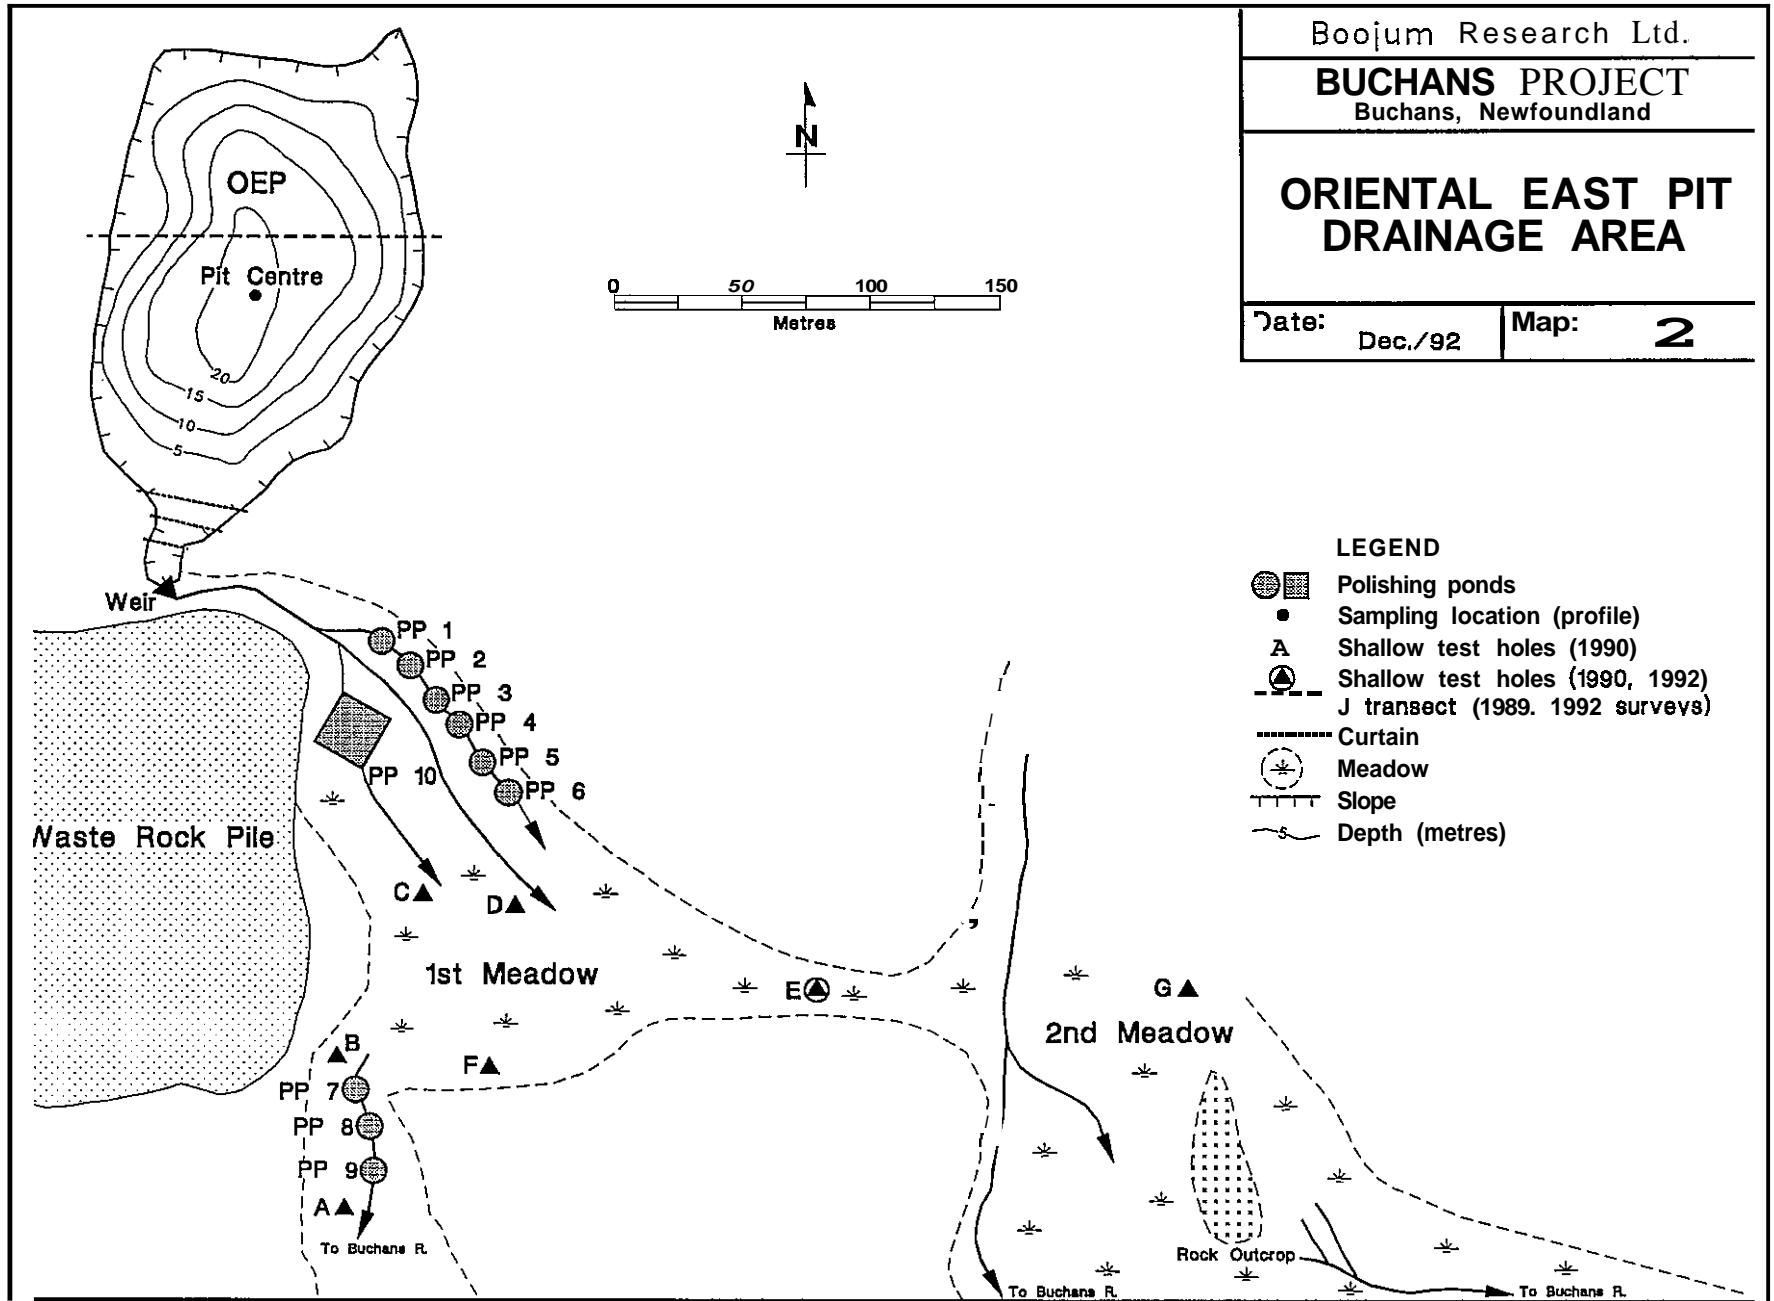 Boojum Research Ltd.
BUCHANS PROJECT
Buchans, Newfoundland
ORIENTAL EAST PIT
DRAINAGE AREA
Date:
Dec./92
Map:
2
N
0 50 100 150
Metres
OEP
Pit Centre
20
15
10
5
Weir
PP 1
PP 2
PP 3
PP 4
PP 5
PP 6
PP 10
Waste Rock Pile
C
D
1st Meadow
E
G
2nd Meadow
B
F
PP 7
PP 8
PP 9
A
To Buchans R.
Rock Outcrop
To Buchans R.
To Buchans R.
LEGEND
Polishing ponds
Sampling location (profile)
A Shallow test holes (1990)
Shallow test holes (1990, 1992)
J transect (1989. 1992 surveys)
Curtain
Meadow
Slope
5 Depth (metres)